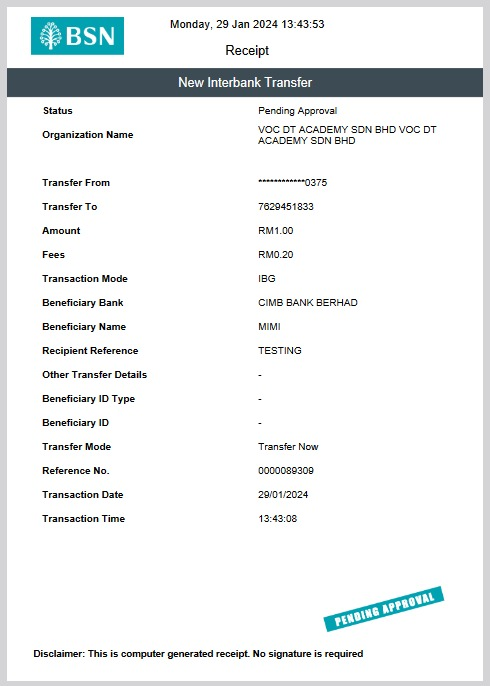 BSN
Monday, 29 Jan 2024 13:43:53
Receipt
New Interbank Transfer
Status Pending Approval
Organization Name VOC DT ACADEMY SDN BHD VOC DT
ACADEMY SDN BHD
Transfer From ************0375
Transfer To 7629451833
Amount RM1.00
Fees RM0.20
Transaction Mode IBG
Beneficiary Bank CIMB BANK BERHAD
Beneficiary Name MIMI
Recipient Reference TESTING
Other Transfer Details -
Beneficiary ID Type -
Beneficiary ID -
Transfer Mode Transfer Now
Reference No. 0000089309
Transaction Date 29/01/2024
Transaction Time 13:43:08
PENDING APPROVAL
Disclaimer: This is computer generated receipt. No signature is required